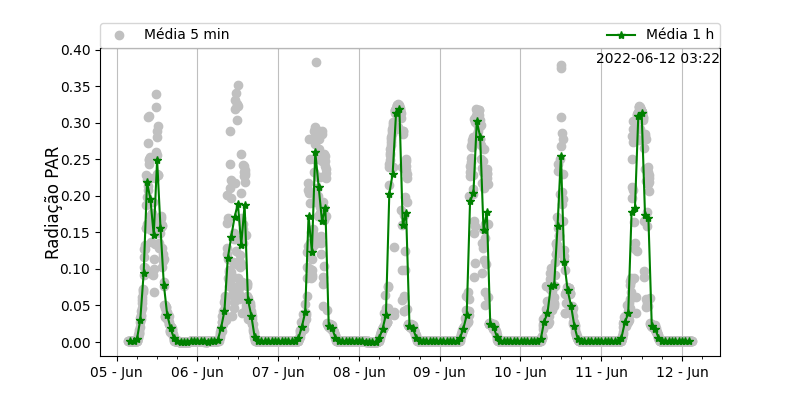 Média 5 min
Média 1 h
2022-06-12 03:22
Radiação PAR
0.40
0.35
0.30
0.25
0.20
0.15
0.10
0.05
0.00
05 - Jun
06 - Jun
07 - Jun
08 - Jun
09 - Jun
10 - Jun
11 - Jun
12 - Jun